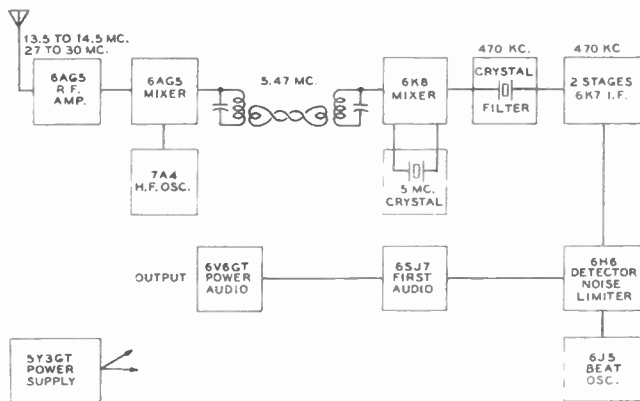 13.5 TO 14.5 MC.
27 TO 30 MC.
6AG5
R.F.
AMP.
6AG5
MIXER
7A4
H.F. OSC.
5.47 MC.
6K8
MIXER
5 MC.
CRYSTAL
470 KC.
CRYSTAL
FILTER
470 KC
2 STAGES
6K7 I.F.
OUTPUT
6V6GT
POWER
AUDIO
6SJ7
FIRST
AUDIO
6H6
DETECTOR
NOISE
LIMITER
5Y3GT
POWER
SUPPLY
6J5
BEAT
OSC.